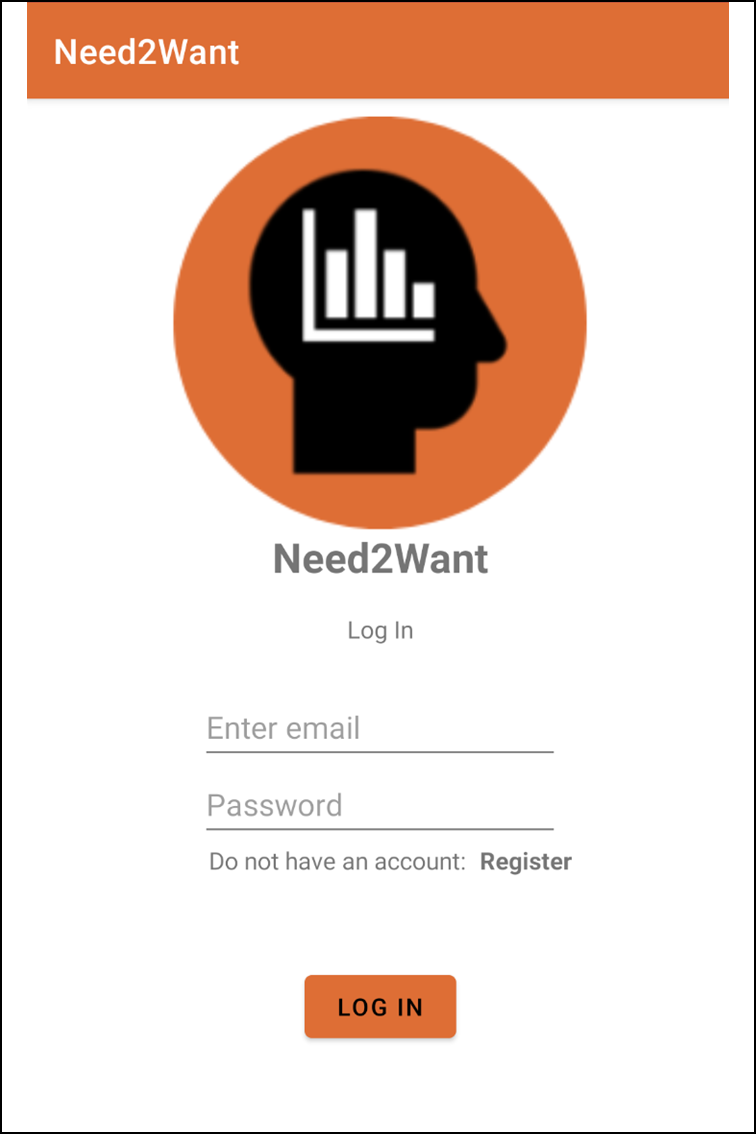 Need2Want
Need2Want
Log In
Enter email
Password
Do not have an account: Register
LOG IN